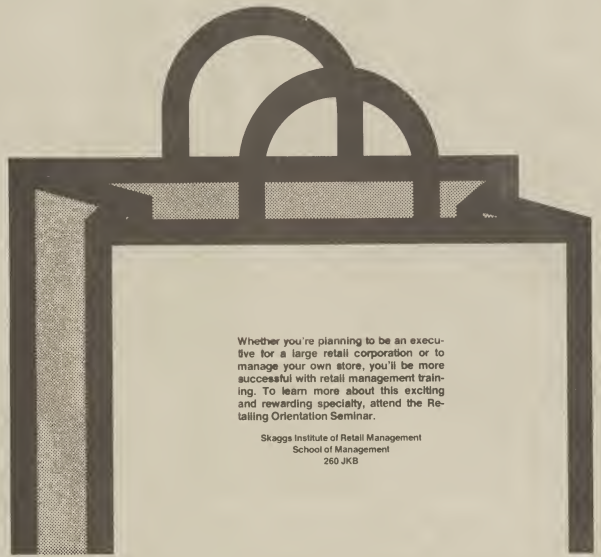 Whether you're planning to be an execu-
tive for a large retail corporation or to
manage your own store, you'll be more
successful with retail management train-
ing. To learn more about this exciting
and rewarding specialty, attend the Re-
tailing Orientation Seminar.
Skaggs Institute of Retail Management
School of Management
260 JKB